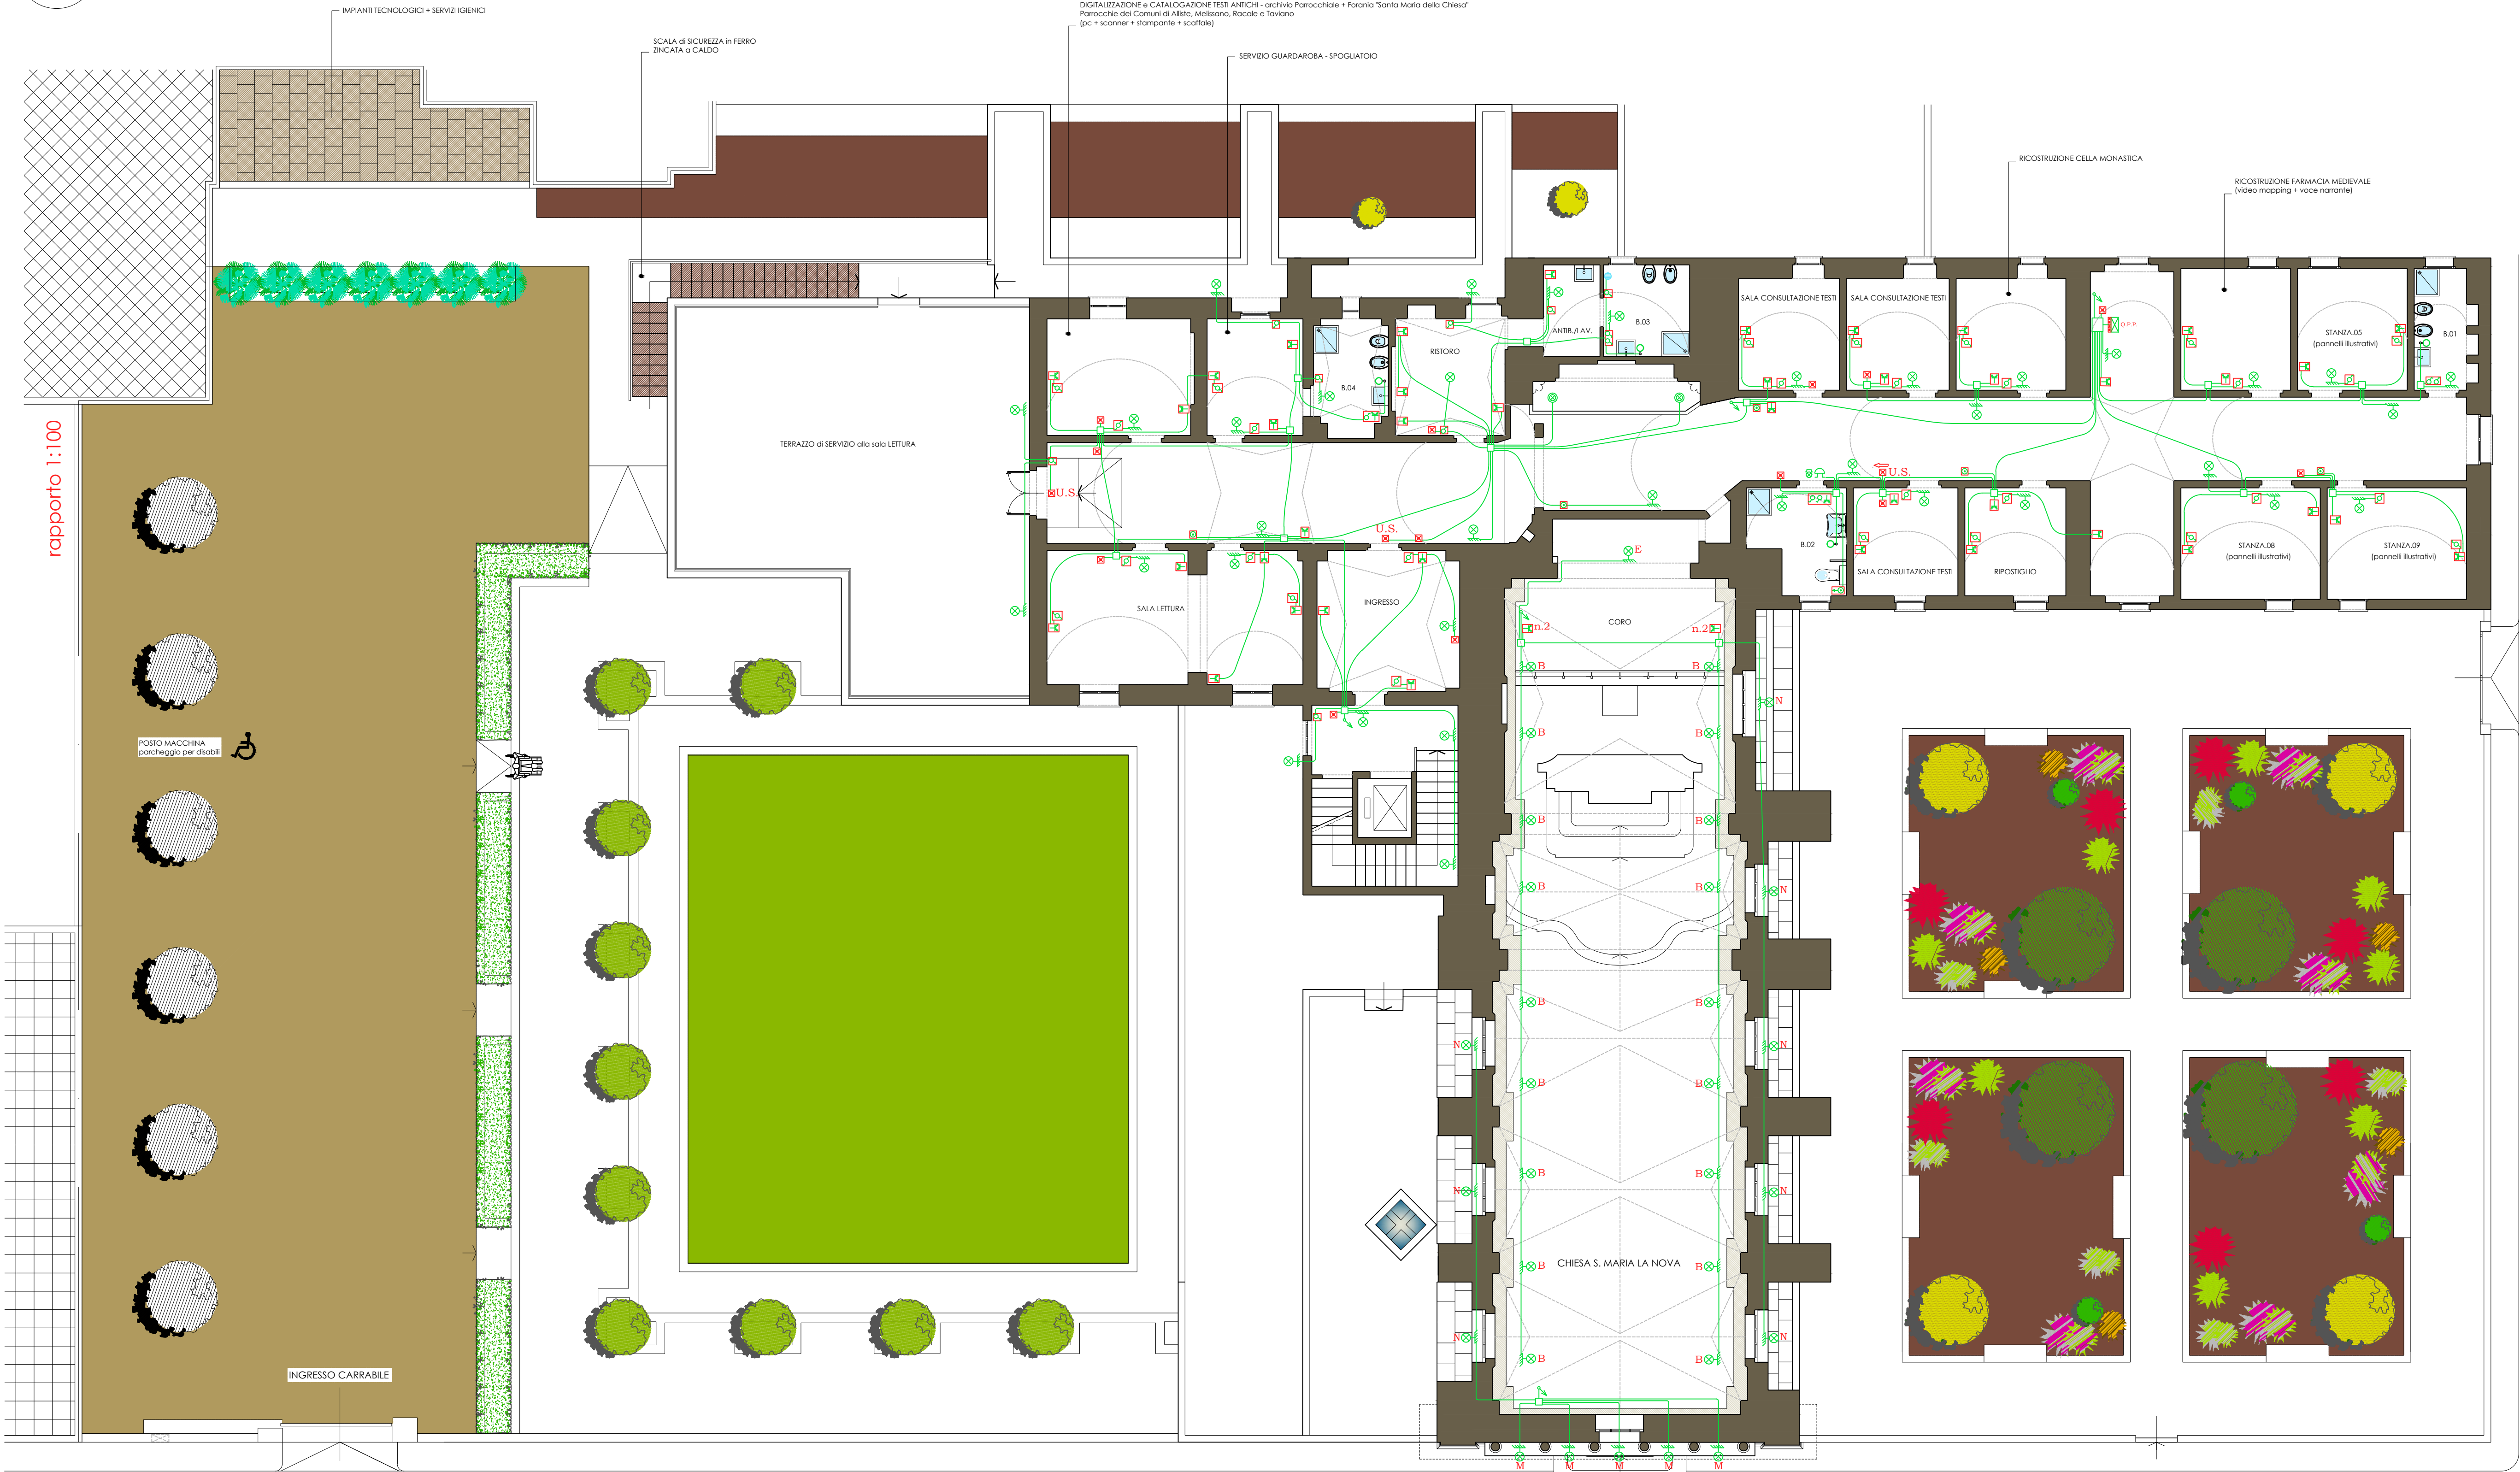 IMPIANTI TECNOLOGICI + SERVIZI IGIENICI
DIGITALIZZAZIONE e CATALOGAZIONE TESTI ANTICHI - archivio Parrocchiale + Forania "Santa Maria della Chiesa"
Parrocchie dei Comuni di Alliste, Melissano, Racale e Taviano
(pc + scanner + stampante + scaffale)
SCALA di SICUREZZA in FERRO
ZINCATA a CALDO
SERVIZIO GUARDAROBA - SPOGLIATOIO
RICOSTRUZIONE CELLA MONASTICA
RICOSTRUZIONE FARMACIA MEDIEVALE
(video mapping + voce narrante)
SALA CONSULTAZIONE TESTI
SALA CONSULTAZIONE TESTI
ANTIB./LAV.
B.03
Q.P.P.
STANZA.05
(pannelli illustrativi)
B.01
RISTORO
B.04
rapporto 1:100
TERRAZZO di SERVIZIO alla sala LETTURA
U.S.
U.S.
U.S.
B.02
SALA CONSULTAZIONE TESTI
RIPOSTIGLIO
STANZA.08
(pannelli illustrativi)
STANZA.09
(pannelli illustrativi)
E
SALA LETTURA
INGRESSO
CORO
n.2
n.2
B
B
N
B
B
POSTO MACCHINA
parcheggio per disabili
B
B
B
B
N
B
B
N
N
B
B
B
B
N
N
CHIESA S. MARIA LA NOVA
B
B
N
N
B
B
INGRESSO CARRABILE
M
M
M
M
M